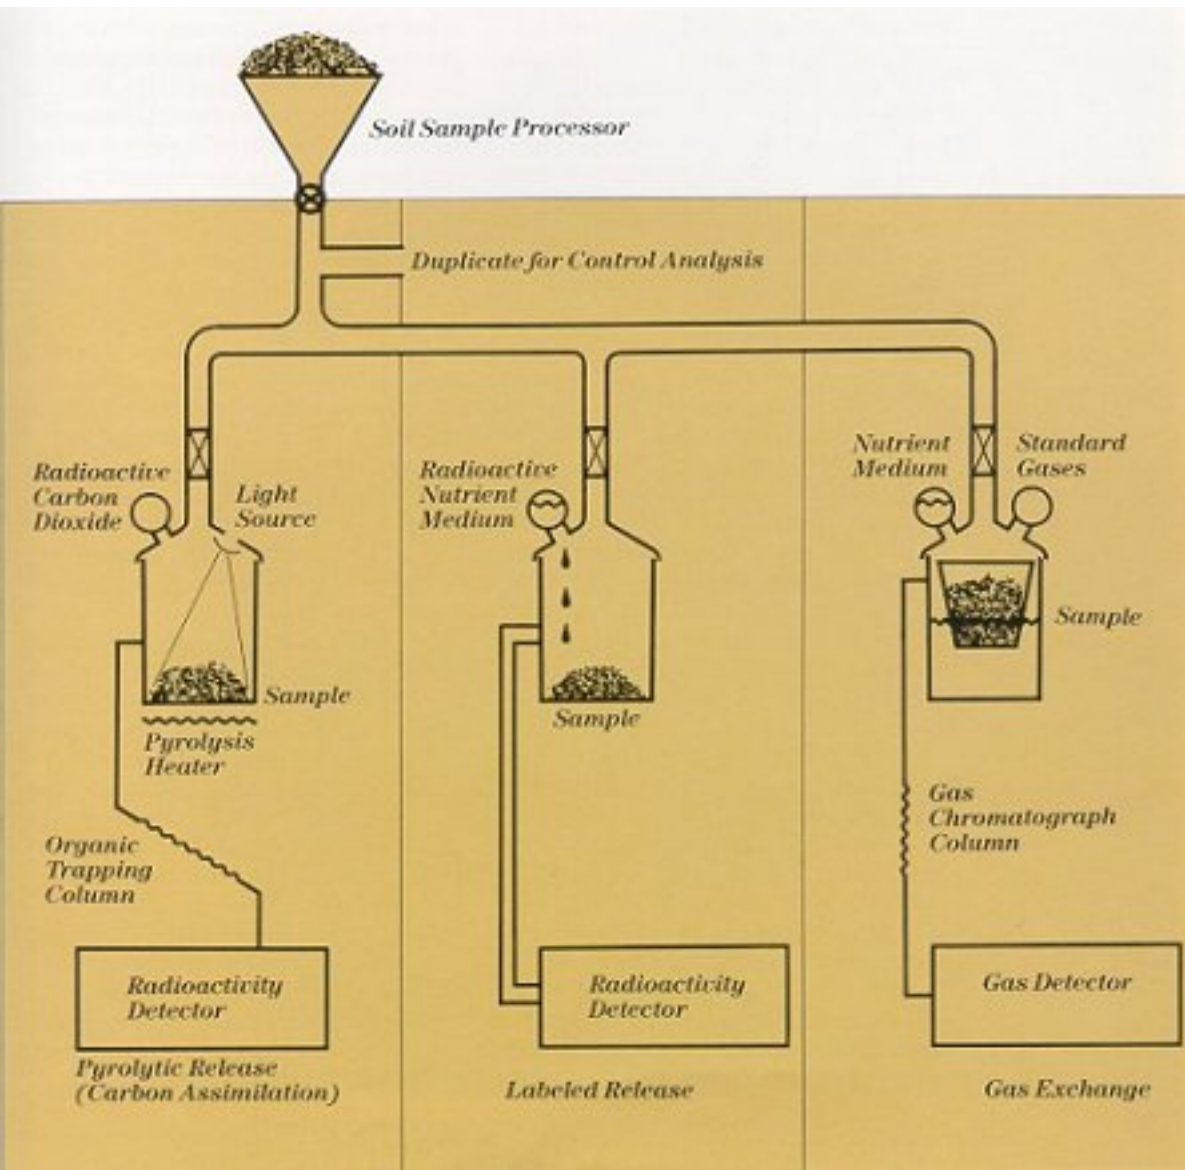 Soil Sample Processor
Duplicate for Control Analysis
Radioactive
Carbon
Dioxide
Light
Source
Sample
Pyrolysis
Heater
Organic
Trapping
Column
Radioactivity
Detector
Pyrolytic Release
(Carbon Assimilation)
Radioactive
Nutrient
Medium
Sample
Radioactivity
Detector
Labeled Release
Nutrient
Medium
Standard
Gases
Sample
Gas
Chromatograph
Column
Gas Detector
Gas Exchange